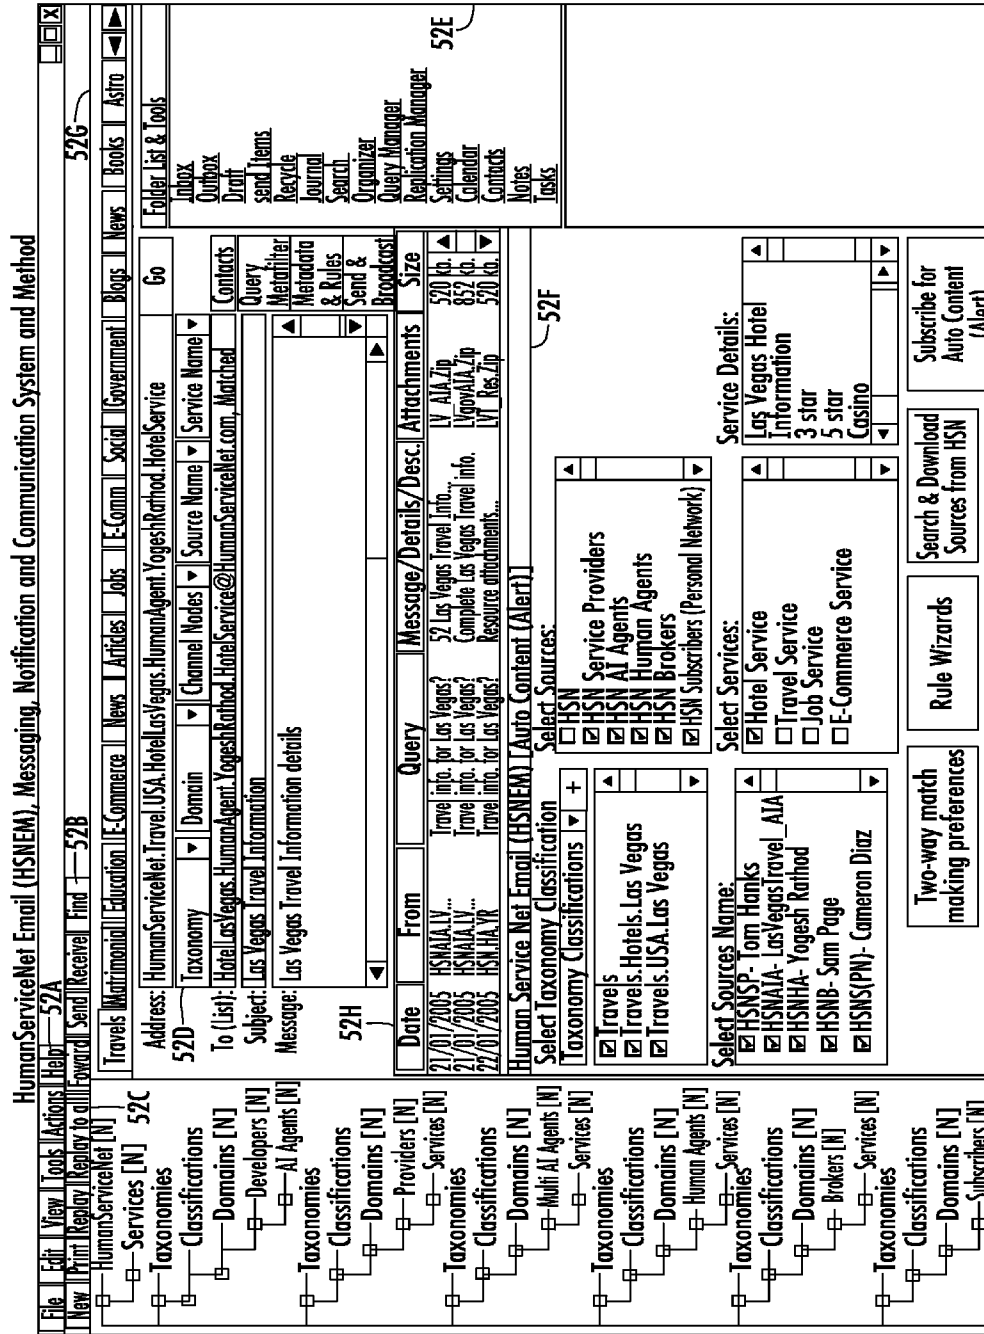 HumanServiceNet Email (HSNEM), Messaging, Notification and Communication System and Method
File Edit View Tools Actions Help 52A
New Print Replay Replay to all Foward Send Receive Find 52B
52G
HumanServiceNet [N]
52C
Services [N]
Taxonomies
Classifications
Domains [N]
Developers [N]
AI Agents [N]
Taxonomies
Classifications
Domains [N]
Providers [N]
Services [N]
Taxonomies
Classifications
Domains [N]
Multi AI Agents [N]
Services [N]
Taxonomies
Classifications
Domains [N]
Human Agents [N]
Services [N]
Taxonomies
Classifications
Domains [N]
Brokers [N]
Services [N]
Taxonomies
Classifications
Domains [N]
Subscribers [N]
Travels Matrimonial Education E-Commerce News Articles Jobs E-Comm Social Government Blogs News Books Astro
Address: HumanServiceNet.Travel.USA.HotelLasVegas.HumanAgent.YogeshRathod.HotelService Go
52D
Taxonomy Domain Channel Nodes Source Name Service Name
To (List): HotelLasVegas.HumanAgent.YogeshRathod.HotelService@HumanServiceNet.com, Matched Contacts
Subject: Las Vegas Travel Information
Message: Las Vegas Travel Information details
Query
Metafilter
Metadata
& Rules
Send &
Broadcast
52H
Date From Query Message/Details/Desc. Attachments Size
21/01/2005 HSNAIA.LV... Trave info. for Las Vegas? 52 Las Vegas Travel Info... LV_AIA.Zip 520 ko.
21/01/2005 HSNAIA.LV... Trave info. for Las Vegas? Complete Las Vegas Travel info. LVgovAIA.Zip 852 ko.
22/01/2005 HSN.HA.YR Trave info. for Las Vegas? Resource attachments... LVT_Res.Zip 520 ko.
Folder List & Tools
Inbox
Outbox
Draft
send Items
Recycle
Journal
Search
Organizer
Query Manager
Replication Manager
Settings
Calendar
Contacts
Notes
Tasks
52E
Human Service Net Email (HSNEM) [Auto Content (Alert)]
52F
Select Taxonomy Classification
Taxonomy Classifications +
Travels
Travels.Hotels.Las Vegas
Travels.USA.Las Vegas
Select Sources:
HSN
HSN Service Providers
HSN AI Agents
HSN Human Agents
HSN Brokers
HSN Subscribers (Personal Network)
Select Sources Name:
HSNSP- Tom Hanks
HSNAIA- LasVegasTravel_AIA
HSNHA- Yogesh Rathod
HSNB- Sam Page
HSNS(PN)- Cameron Diaz
Select Services:
Hotel Service
Travel Service
Job Service
E-Commerce Service
Service Details:
Las Vegas Hotel
Information
3 star
5 star
Casino
Two-way match
making preferences
Rule Wizards
Search & Download
Sources from HSN
Subscribe for
Auto Content
(Alert)